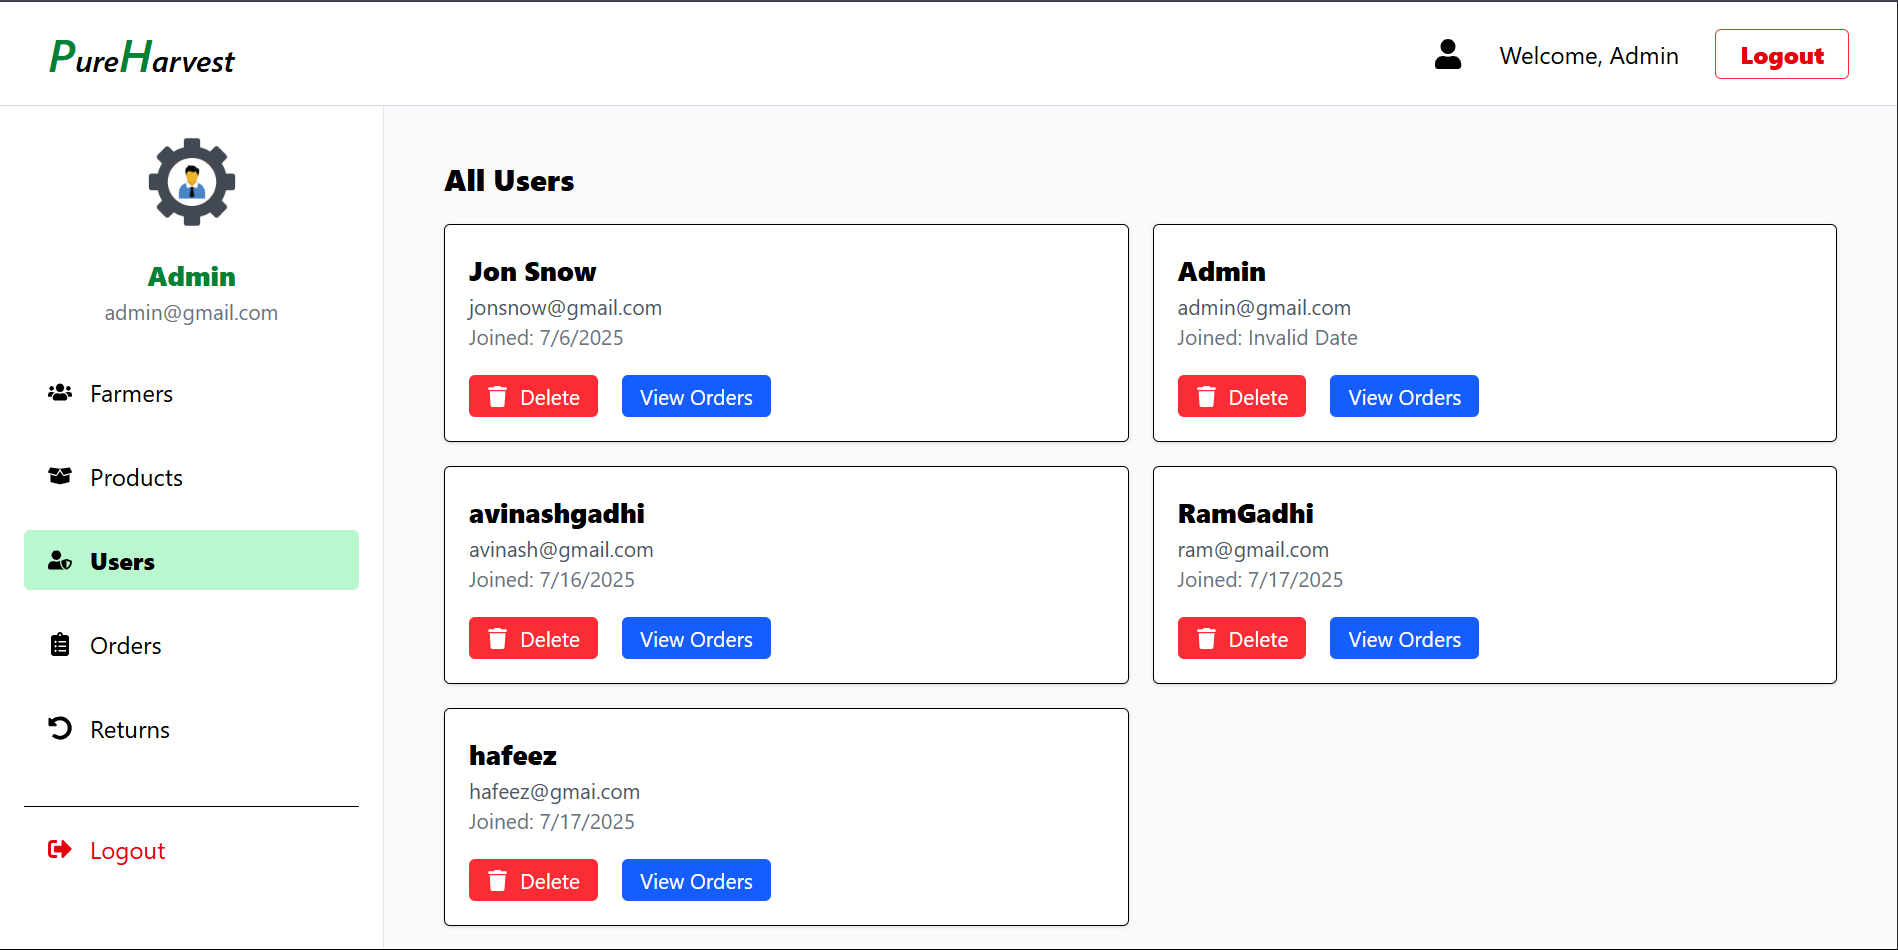 PureHarvest
Welcome, Admin
Logout
Admin
admin@gmail.com
Farmers
Products
Users
Orders
Returns
Logout
All Users
Jon Snow
jonsnow@gmail.com
Joined: 7/6/2025
Delete View Orders
Admin
admin@gmail.com
Joined: Invalid Date
Delete View Orders
avinashgadhi
avinash@gmail.com
Joined: 7/16/2025
Delete View Orders
RamGadhi
ram@gmail.com
Joined: 7/17/2025
Delete View Orders
hafeez
hafeez@gmai.com
Joined: 7/17/2025
Delete View Orders